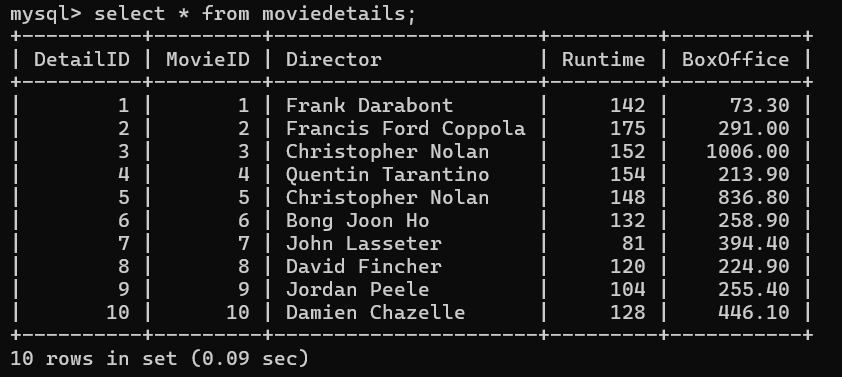 mysql> select * from moviedetails;
+----------+---------+---------------------+---------+-----------+
| DetailID | MovieID | Director            | Runtime | BoxOffice |
+----------+---------+---------------------+---------+-----------+
|        1 |       1 | Frank Darabont       |     142 |     73.30 |
|        2 |       2 | Francis Ford Coppola |     175 |    291.00 |
|        3 |       3 | Christopher Nolan    |     152 |   1006.00 |
|        4 |       4 | Quentin Tarantino    |     154 |    213.90 |
|        5 |       5 | Christopher Nolan    |     148 |    836.80 |
|        6 |       6 | Bong Joon Ho         |     132 |    258.90 |
|        7 |       7 | John Lasseter        |      81 |    394.40 |
|        8 |       8 | David Fincher        |     120 |    224.90 |
|        9 |       9 | Jordan Peele         |     104 |    255.40 |
|       10 |      10 | Damien Chazelle      |     128 |    446.10 |
+----------+---------+----------------------+---------+-----------+
10 rows in set (0.09 sec)